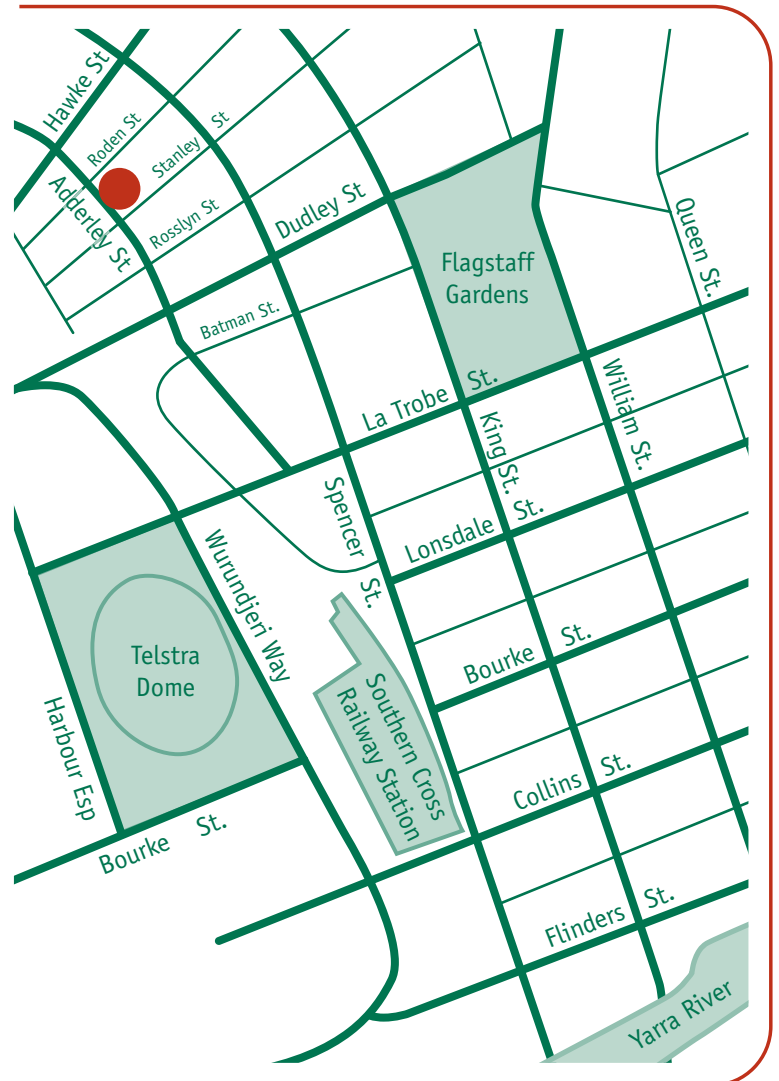 Hawke St
Roden St
Stanley St
Adderley St
Rosslyn St
Dudley St
Queen St.
Flagstaff
Gardens
Batman St.
La Trobe St.
William St.
King St.
Spencer St.
Lonsdale St.
Wurundjeri Way
Telstra
Dome
Bourke St.
Southern Cross
Railway Station
Harbour Esp
Collins St.
Bourke St.
Flinders St.
Yarra River